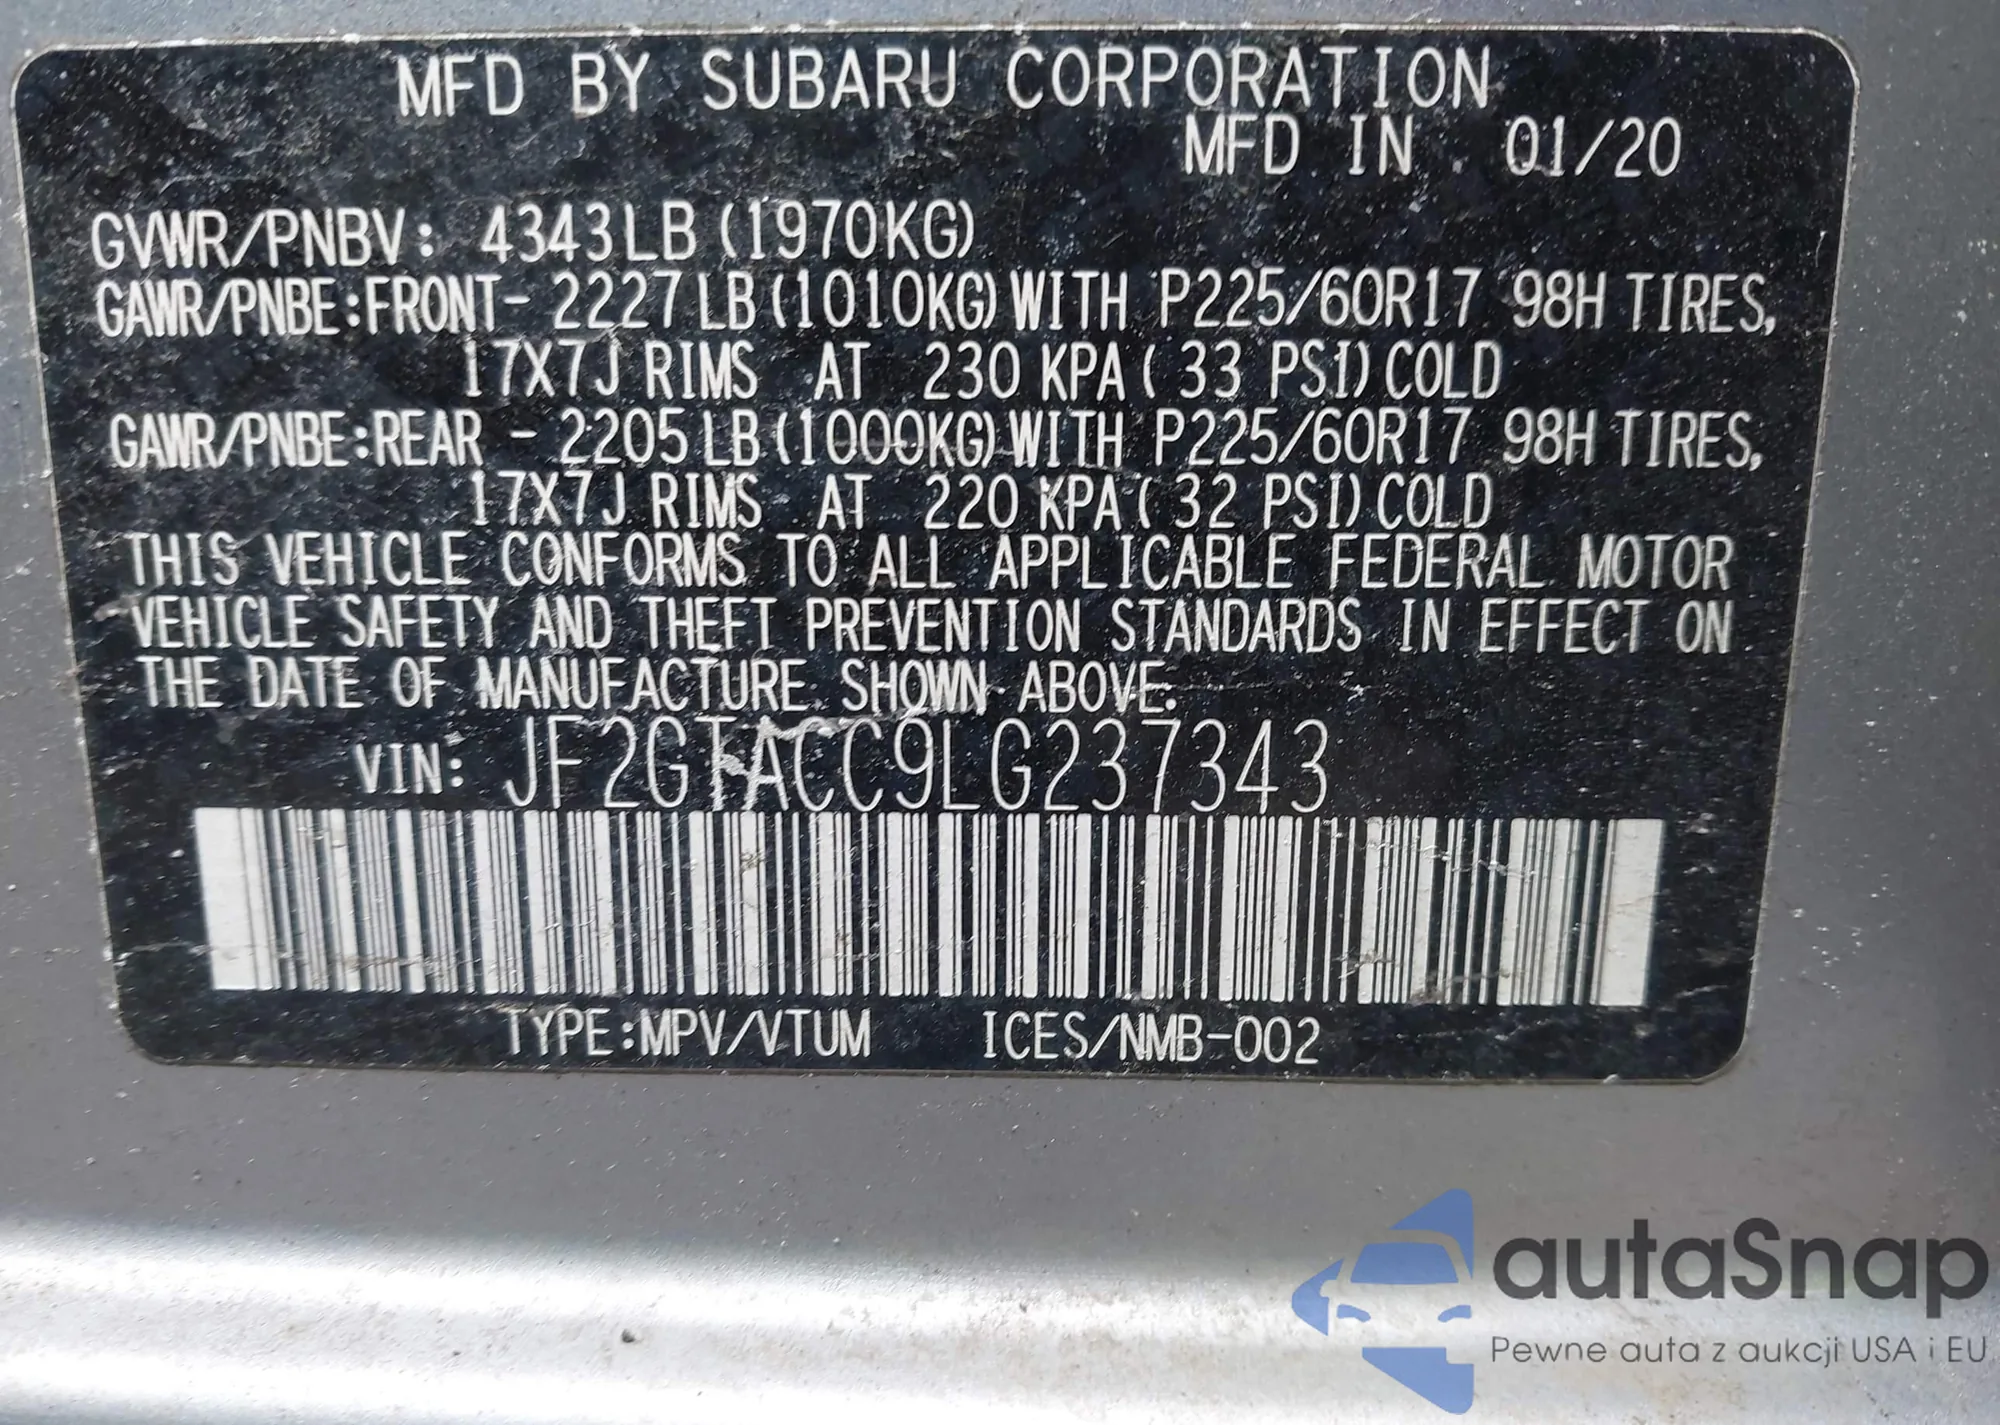 MFD BY SUBARU CORPORATION
MFD IN 01/20
GVWR/PNBV: 4343LB (1970KG)
GAWR/PNBE:FRONT- 2227LB (1010KG) WITH P225/60R17 98H TIRES,
17X7J RIMS AT 230 KPA ( 33 PSI) COLD
GAWR/PNBE:REAR - 2205LB (1000KG) WITH P225/60R17 98H TIRES,
17X7J RIMS AT 220 KPA ( 32 PSI) COLD
THIS VEHICLE CONFORMS TO ALL APPLICABLE FEDERAL MOTOR
VEHICLE SAFETY AND THEFT PREVENTION STANDARDS IN EFFECT ON
THE DATE OF MANUFACTURE SHOWN ABOVE.
VIN: JF2GTACC9LG237343
TYPE:MPV/VTUM ICES/NMB-002
autaSnap
Pewne auta z aukcji USA i EU